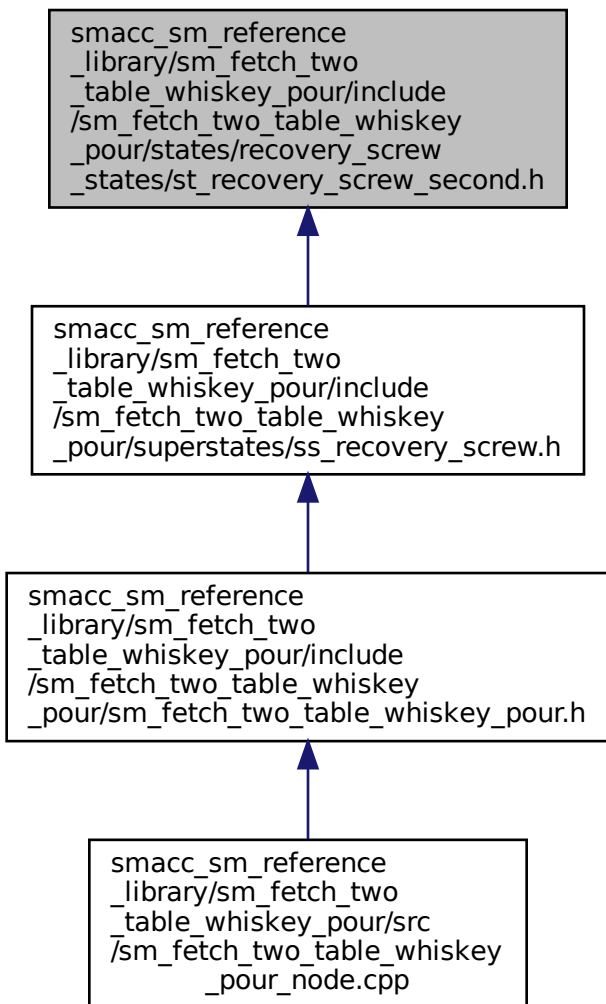 smacc_sm_reference
_library/sm_fetch_two
_table_whiskey_pour/include
/sm_fetch_two_table_whiskey
_pour/states/recovery_screw
_states/st_recovery_screw_second.h
smacc_sm_reference
_library/sm_fetch_two
_table_whiskey_pour/include
/sm_fetch_two_table_whiskey
_pour/superstates/ss_recovery_screw.h
smacc_sm_reference
_library/sm_fetch_two
_table_whiskey_pour/include
/sm_fetch_two_table_whiskey
_pour/sm_fetch_two_table_whiskey_pour.h
smacc_sm_reference
_library/sm_fetch_two
_table_whiskey_pour/src
/sm_fetch_two_table_whiskey
_pour_node.cpp